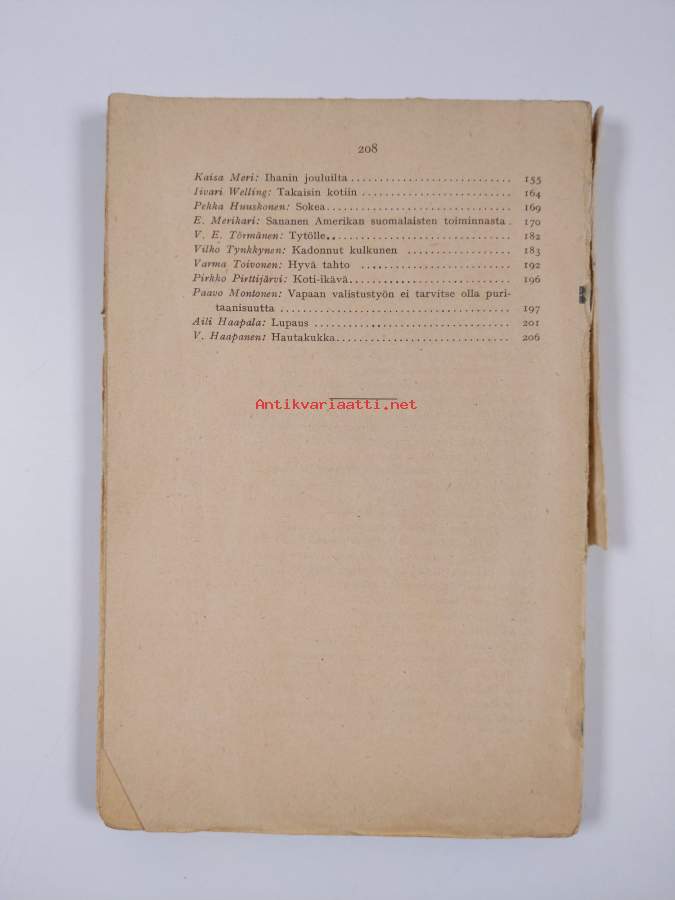 208
Kaisa Meri: Ihanin jouluilta ............................ 155
Iivari Welling: Takaisin kotiin ........................... 164
Pekka Huuskonen: Sokea ................................ 169
E. Merikari: Sananen Amerikan suomalaisten toiminnasta . 170
V. E. Törmänen: Tytölle ................................ 182
Vilko Tynkkynen: Kadonnut kulkunen .................... 183
Varma Toivonen: Hyvä tahto ........................... 192
Pirkko Pirttijärvi: Koti-ikävä ............................ 196
Paavo Montonen: Vapaan valistustyön ei tarvitse olla puri-
taanisuutta ...................................... 197
Aili Haapala: Lupaus .................................. 201
V. Haapanen: Hautakukka .............................. 206
Antikvariaatti.net